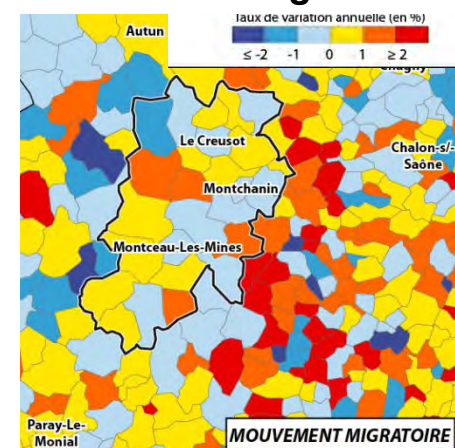 Taux de variation annuelle (en %)
≤ -2 -1 0 1 ≥ 2
Autun
Chagny
Le Creusot
Chalon-s/-
Saône
Montchanin
Montceau-Les-Mines
Paray-Le-
Monial
MOUVEMENT MIGRATOIRE